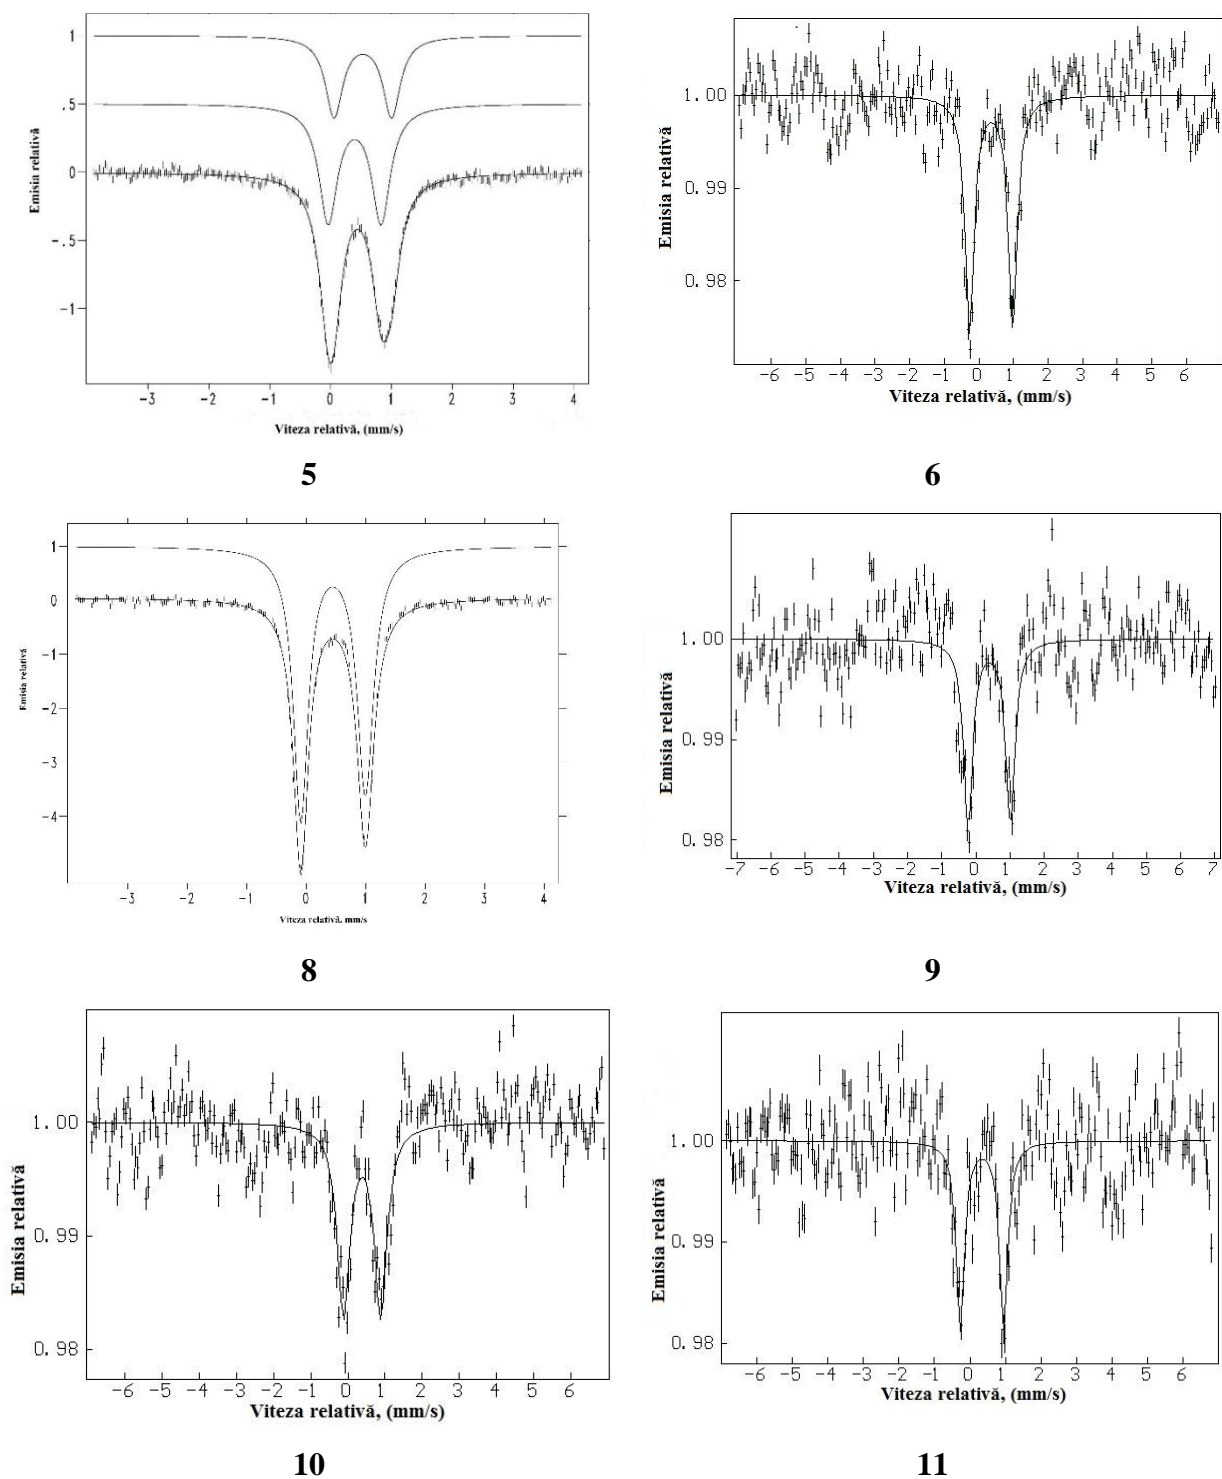 1
.5
0
-.5
-1
Emisia relativă
-3 -2 -1 0 1 2 3 4
Viteza relativă, (mm/s)
5
1.00
0.99
0.98
Emisia relativă
-6 -5 -4 -3 -2 -1 0 1 2 3 4 5 6
Viteza relativă, (mm/s)
6
1
0
-1
-2
-3
-4
Emisia relativă
-3 -2 -1 0 1 2 3 4
Viteza relativă. mm/s
8
1.00
0.99
0.98
Emisia relativă
-7 -6 -5 -4 -3 -2 -1 0 1 2 3 4 5 6 7
Viteza relativă, (mm/s)
9
1.00
0.99
0.98
Emisia relativă
-6 -5 -4 -3 -2 -1 0 1 2 3 4 5 6
Viteza relativă, (mm/s)
10
1.00
0.99
0.98
Emisia relativă
-6 -5 -4 -3 -2 -1 0 1 2 3 4 5 6
Viteza relativă, (mm/s)
11